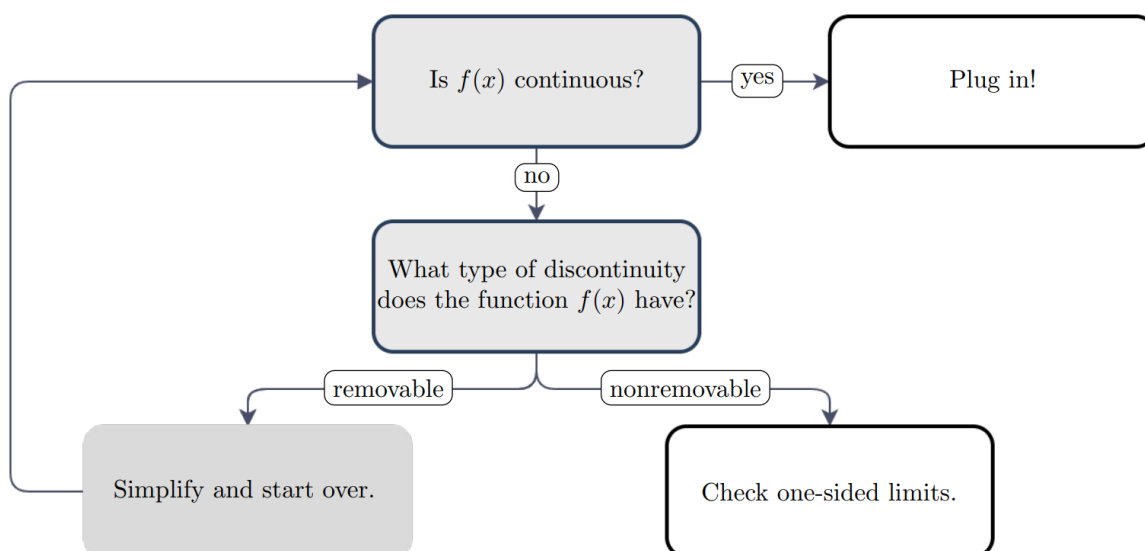 Is f(x) continuous?
yes
Plug in!
no
What type of discontinuity
does the function f(x) have?
removable
nonremovable
Simplify and start over.
Check one-sided limits.